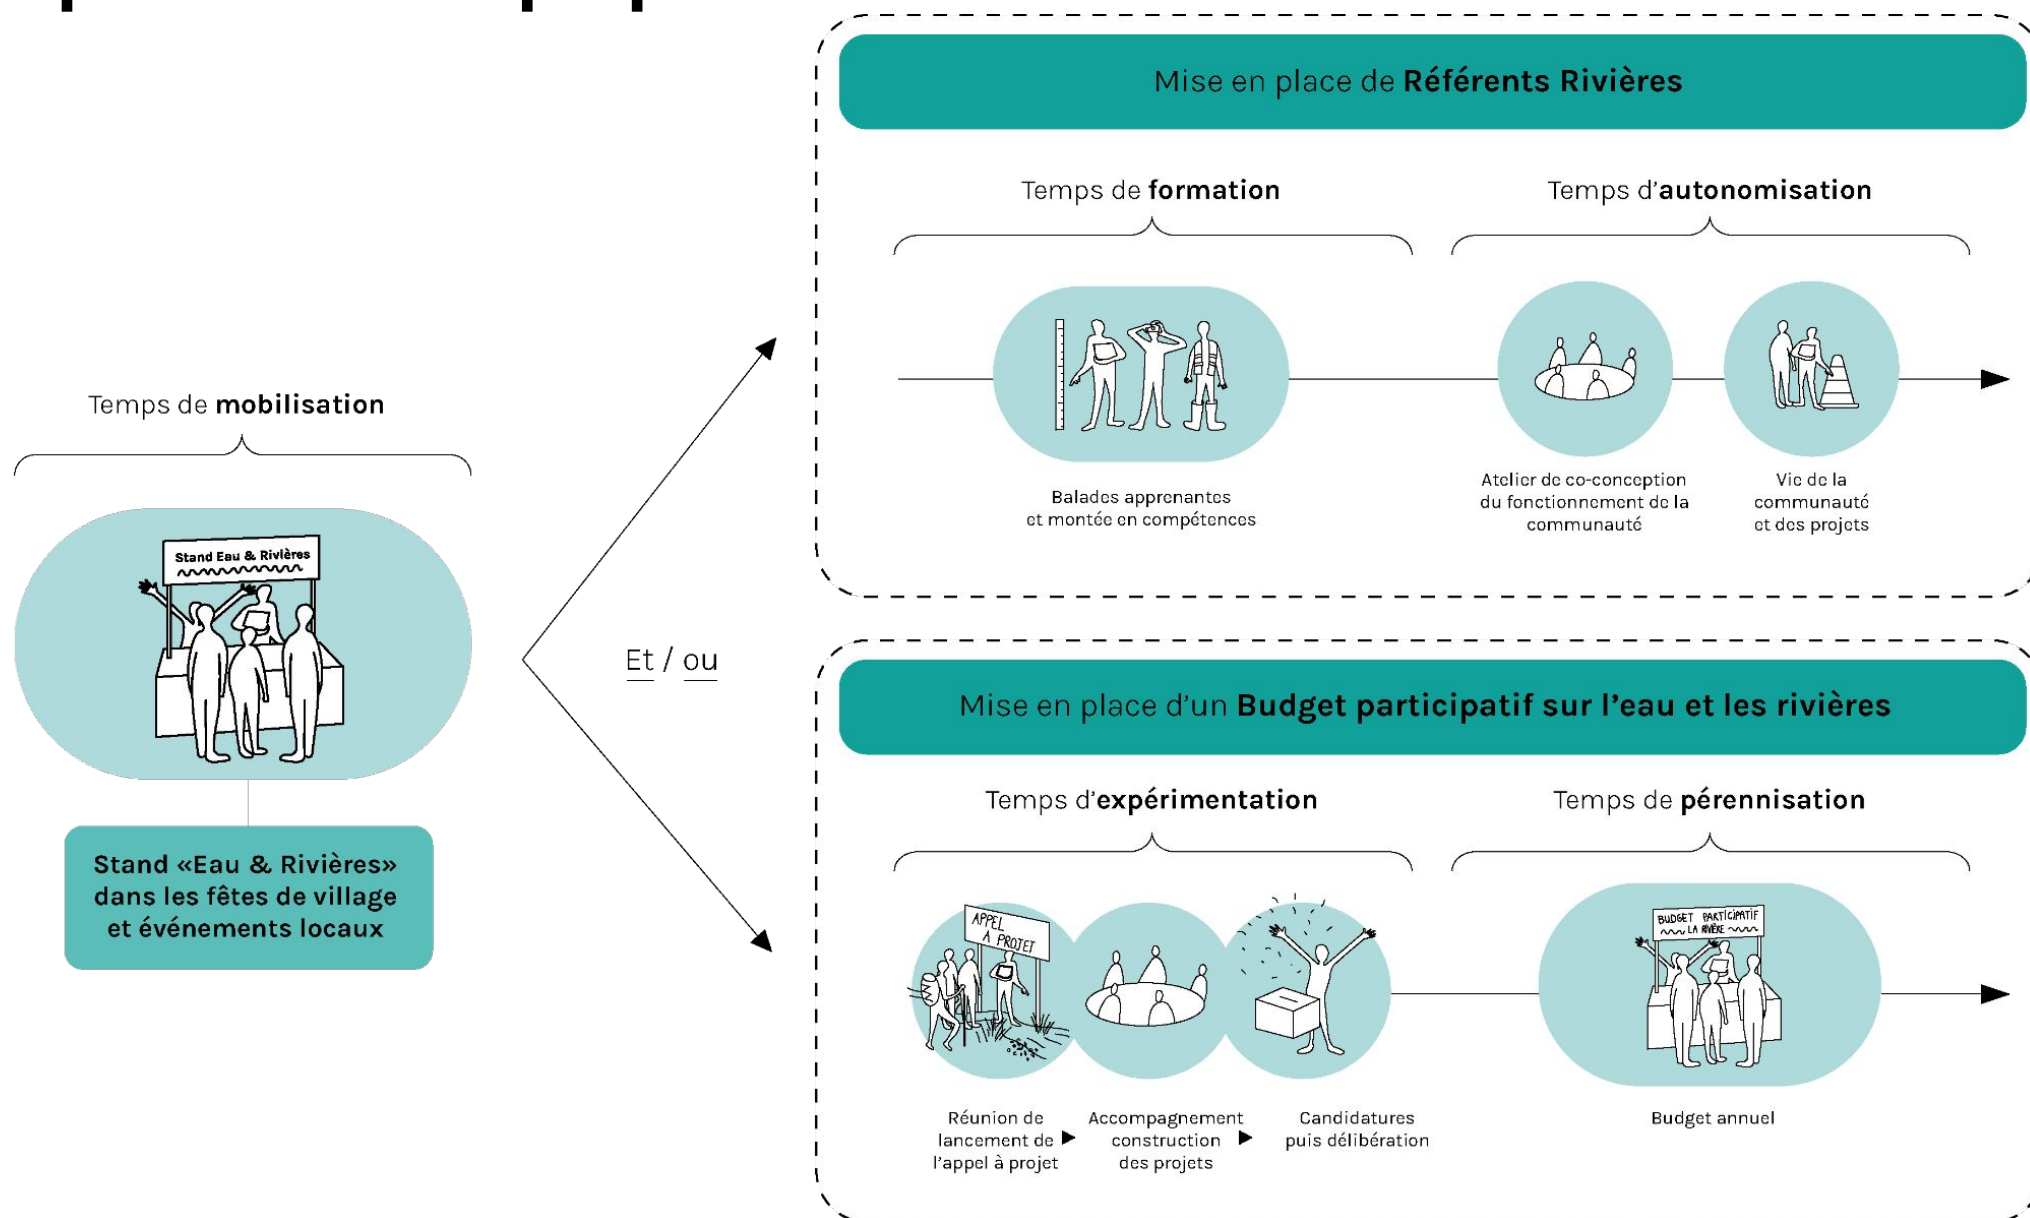 Temps de mobilisation
Stand Eau & Rivières
Stand «Eau & Rivières»
dans les fêtes de village
et événements locaux
Et / ou
Mise en place de Référents Rivières
Temps de formation
Balades apprenantes
et montée en compétences
Temps d'autonomisation
Atelier de co-conception
du fonctionnement de la
communauté
Vie de la
communauté
et des projets
Mise en place d'un Budget participatif sur l'eau et les rivières
Temps d'expérimentation
APPEL
A PROJET
Réunion de
lancement de
l'appel à projet
Accompagnement
construction
des projets
Candidatures
puis délibération
Temps de pérennisation
BUDGET PARTICIPATIF
LA RIVIÈRE
Budget annuel